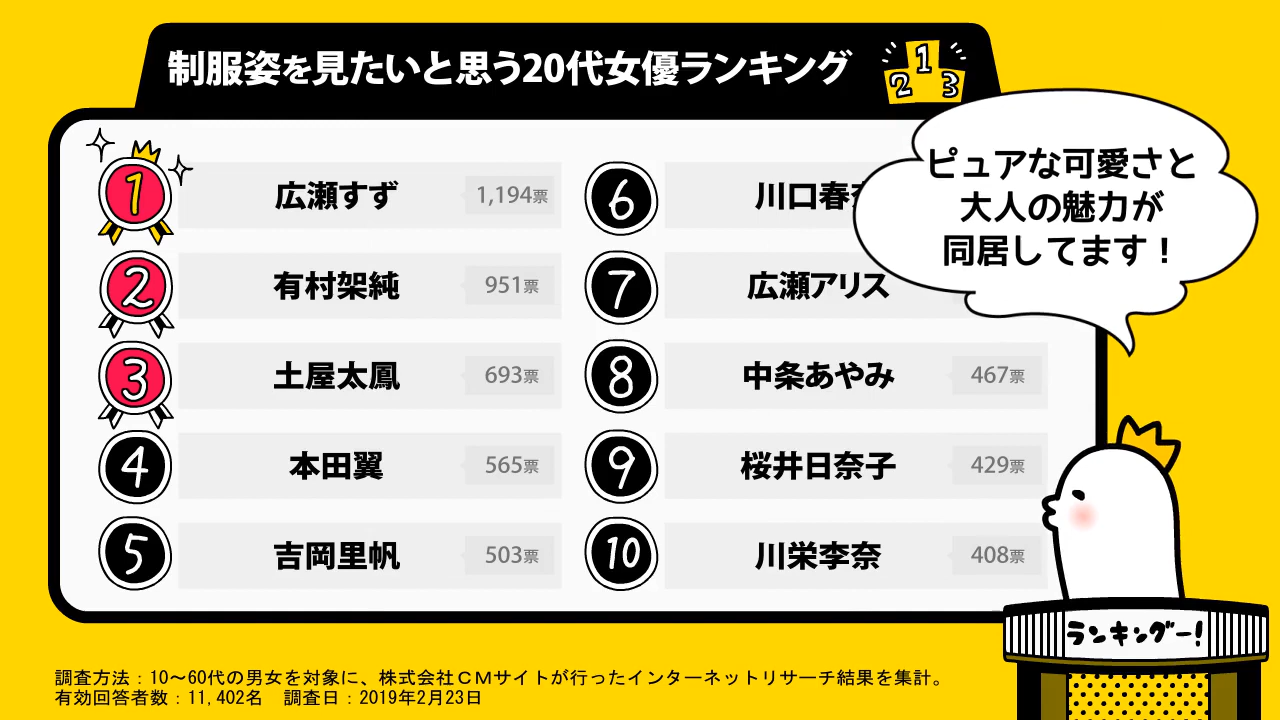 制服姿を見たいと思う20代女優ランキング
1 2 3
ピュアな可愛さと
大人の魅力が
同居してます！
1 広瀬すず 1,194票
2 有村架純 951票
3 土屋太鳳 693票
4 本田翼 565票
5 吉岡里帆 503票
6 川口春
7 広瀬アリス
8 中条あやみ 467票
9 桜井日奈子 429票
10 川栄李奈 408票
ランキングー!
調査方法：10～60代の男女を対象に、株式会社ＣＭサイトが行ったインターネットリサーチ結果を集計。
有効回答者数：11,402名　調査日：2019年2月23日